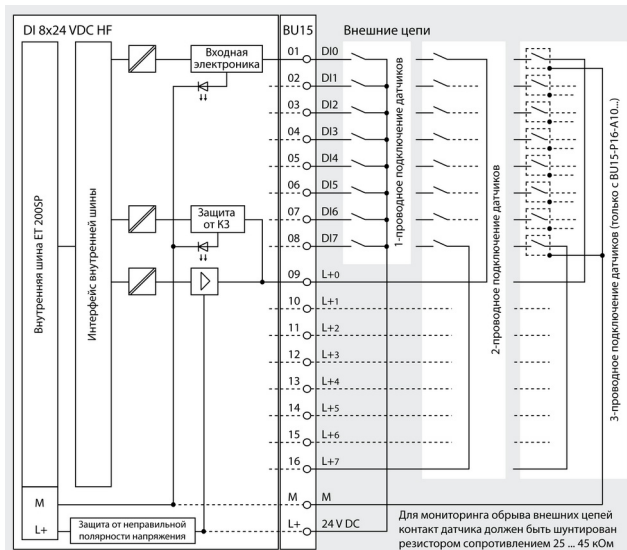 DI 8x24 VDC HF
BU15
Внешние цепи
Внутренняя шина ET 200SP
Интерфейс внутренней шины
Входная
электроника
Защита
от КЗ
01 DI0
02 DI1
03 DI2
04 DI3
05 DI4
06 DI5
07 DI6
08 DI7
09 L+0
10 L+1
11 L+2
12 L+3
13 L+4
14 L+5
15 L+6
16 L+7
1-проводное подключение датчиков
2-проводное подключение датчиков
3-проводное подключение датчиков (только с BU15-P16-A10...)
M
M M
L+
Защита от неправильной
полярности напряжения
L+ 24 V DC
Для мониторинга обрыва внешних цепей
контакт датчика должен быть шунтирован
резистором сопротивлением 25 ... 45 кОм